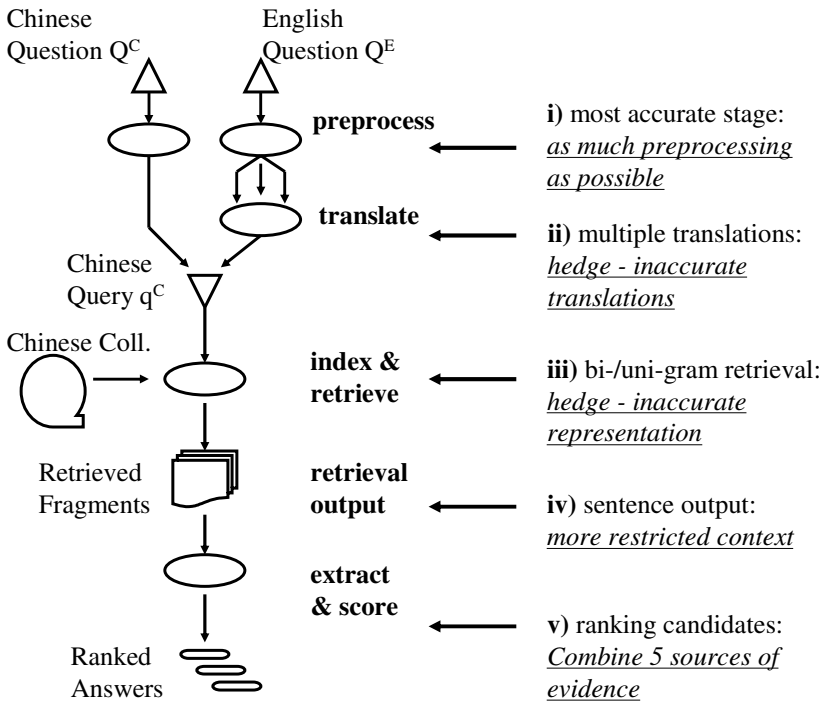 Chinese
Question Q^C
English
Question Q^E
preprocess
i) most accurate stage:
as much preprocessing
as possible
translate
ii) multiple translations:
hedge - inaccurate
translations
Chinese
Query q^C
Chinese Coll.
index &
retrieve
iii) bi-/uni-gram retrieval:
hedge - inaccurate
representation
Retrieved
Fragments
retrieval
output
iv) sentence output:
more restricted context
extract
& score
v) ranking candidates:
Combine 5 sources of
evidence
Ranked
Answers